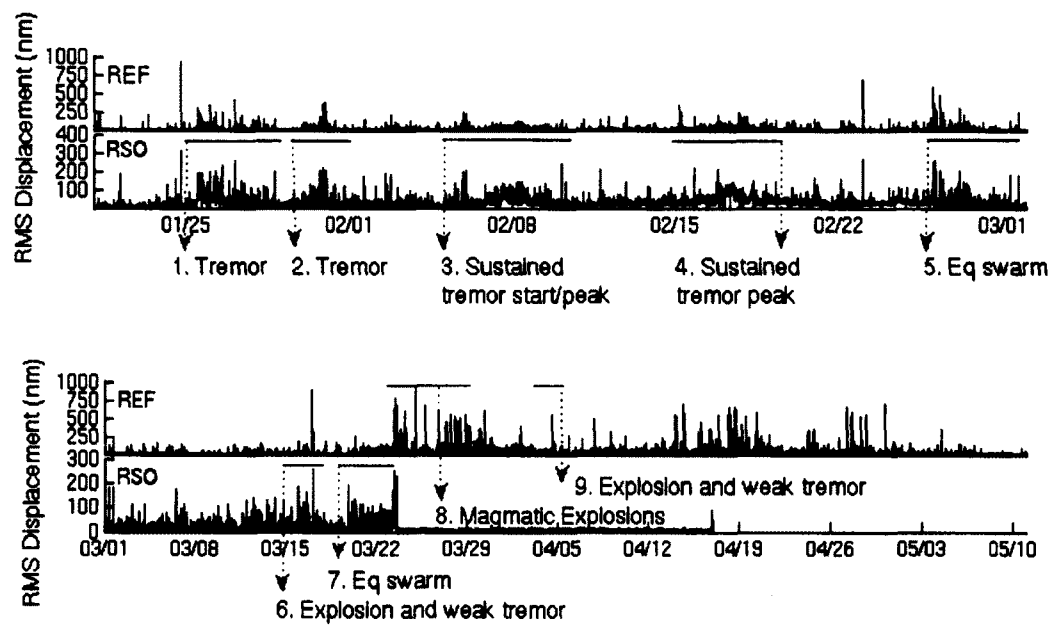 RMS Displacement (nm)
1000
750
500
250
REF
400
300
200
100
RSO
01/25 02/01 02/08 02/15 02/22 03/01
1. Tremor
2. Tremor
3. Sustained
tremor start/peak
4. Sustained
tremor peak
5. Eq swarm
RMS Displacement (nm)
1000
750
500
250
REF
300
200
100
0
RSO
9. Explosion and weak tremor
8. Magmatic Explosions
03/01 03/08 03/15 03/22 03/29 04/05 04/12 04/19 04/26 05/03 05/10
7. Eq swarm
6. Explosion and weak tremor